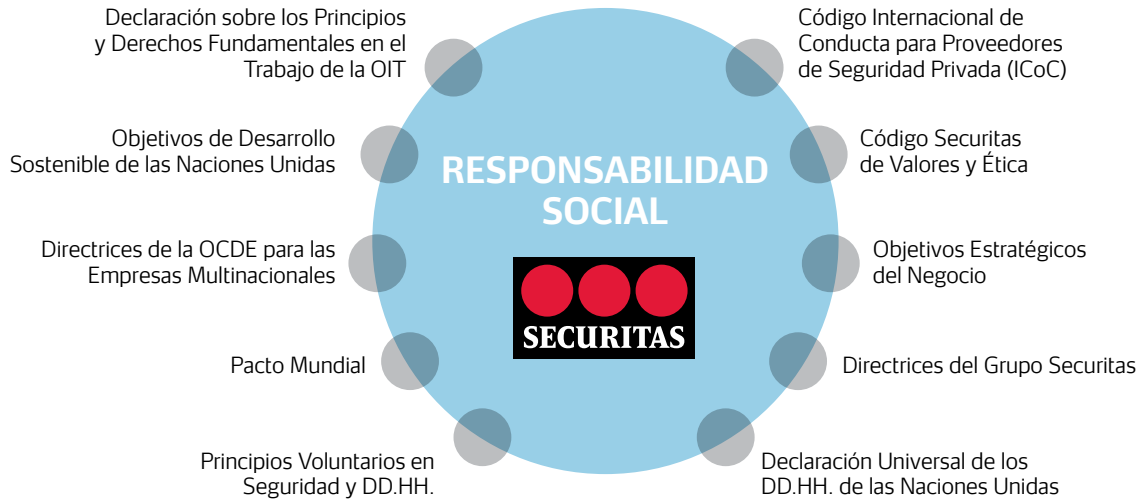 Declaración sobre los Principios
y Derechos Fundamentales en el
Trabajo de la OIT
Código Internacional de
Conducta para Proveedores
de Seguridad Privada (ICoC)
Objetivos de Desarrollo
Sostenible de las Naciones Unidas
Código Securitas
de Valores y Ética
RESPONSABILIDAD
SOCIAL
Directrices de la OCDE para las
Empresas Multinacionales
Objetivos Estratégicos
del Negocio
SECURITAS
Pacto Mundial
Directrices del Grupo Securitas
Principios Voluntarios en
Seguridad y DD.HH.
Declaración Universal de los
DD.HH. de las Naciones Unidas